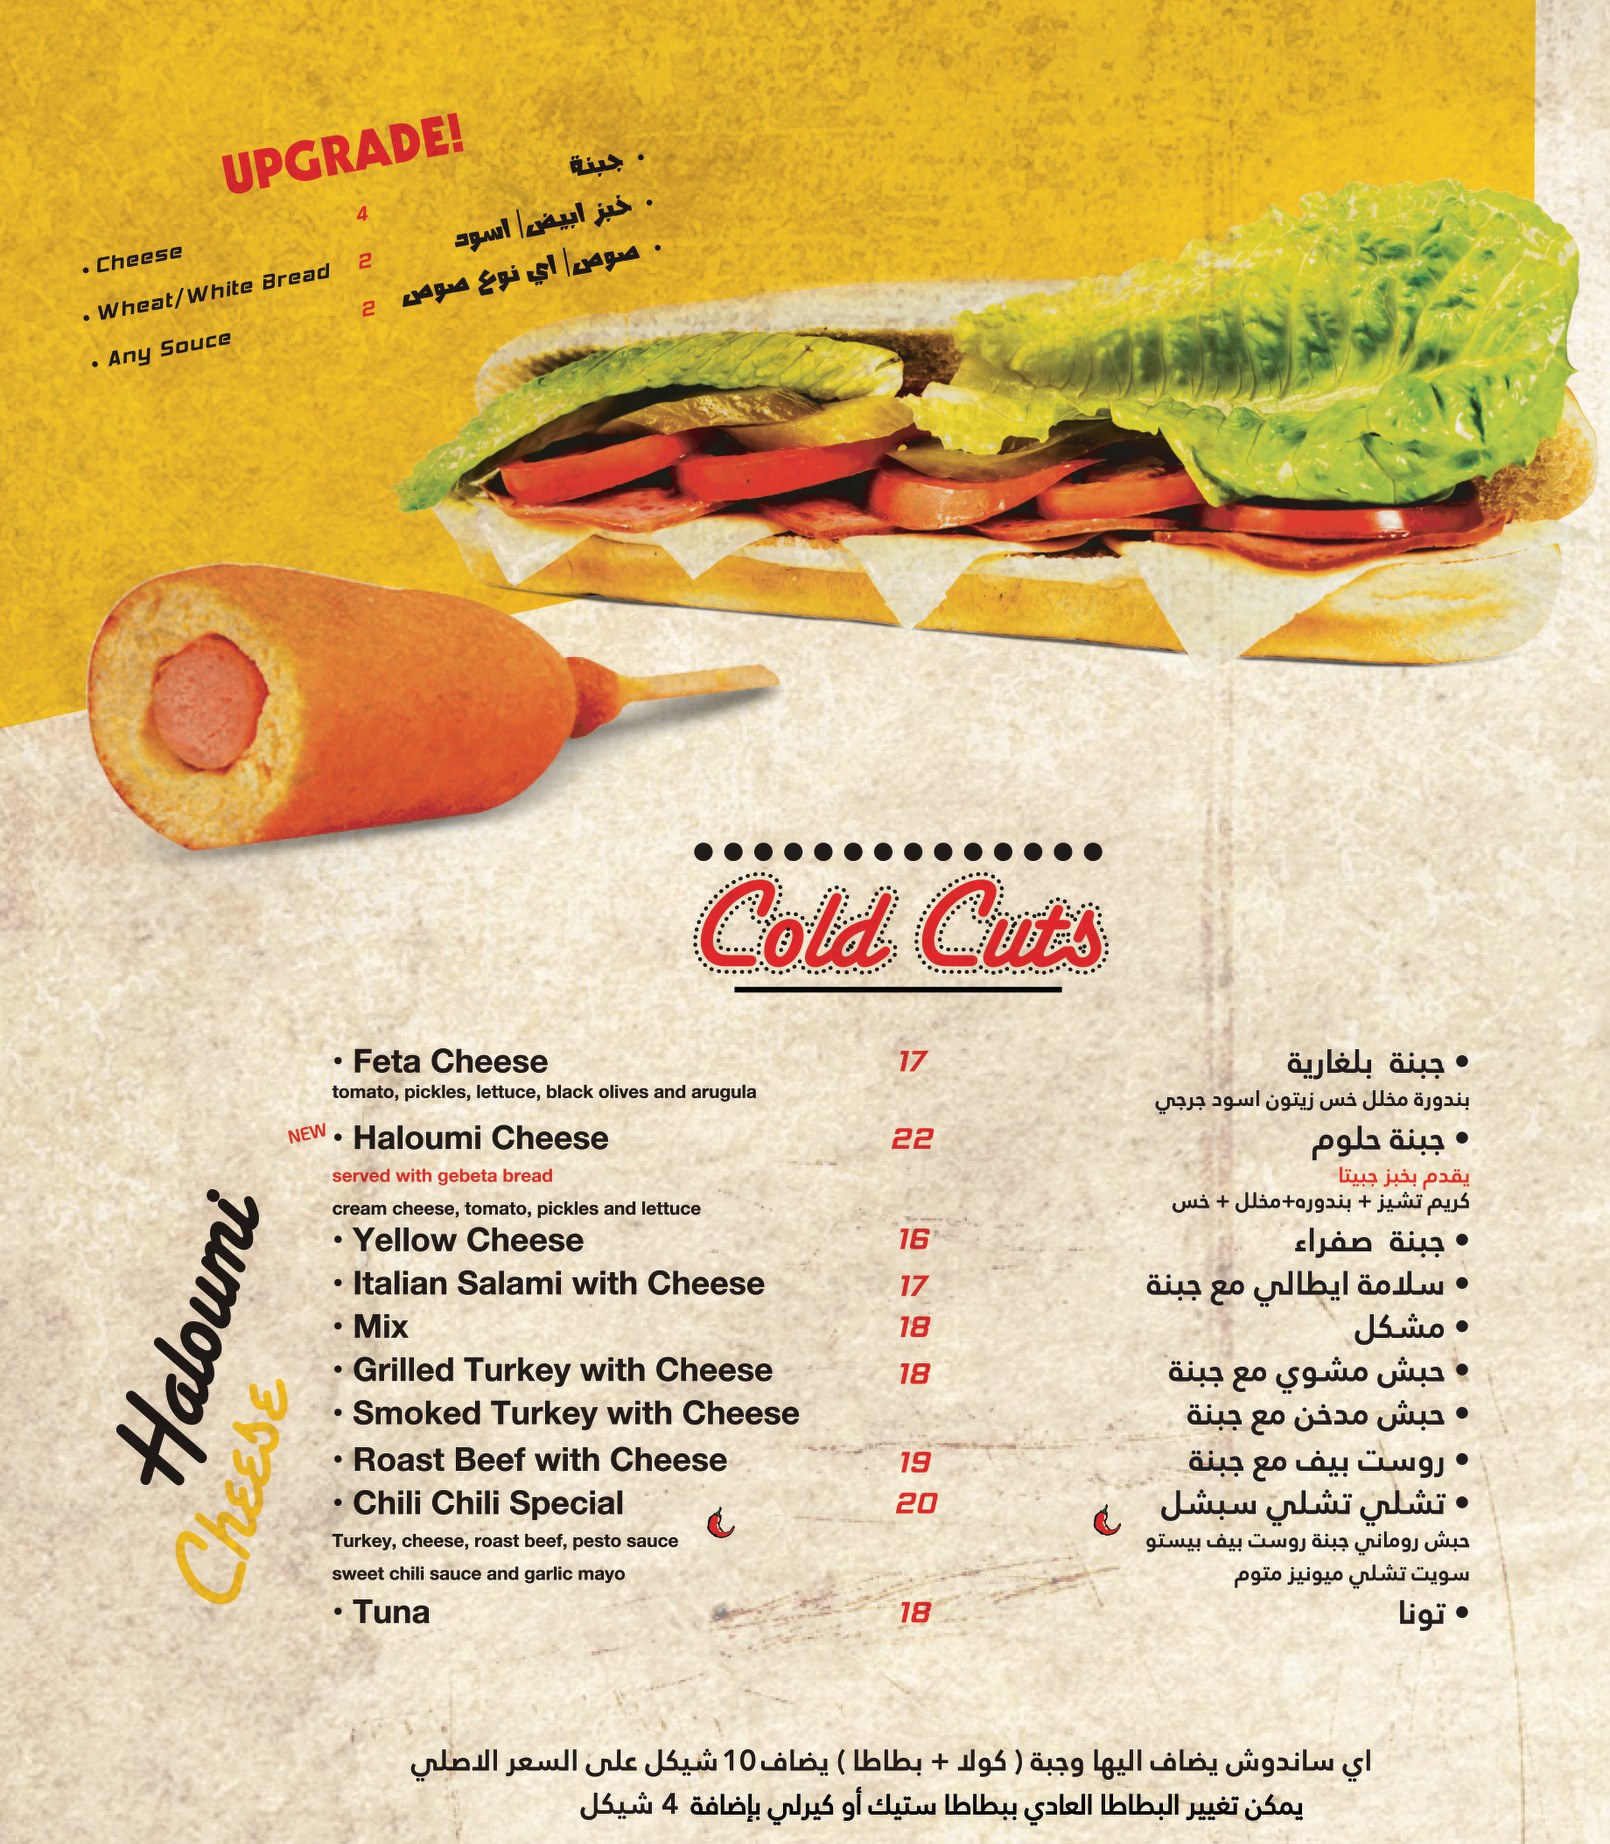 UPGRADE!
• Cheese 4 جبنة •
• Wheat/White Bread 2 خبز ابيض/ اسود •
• Any Souce 2 صوص/ اي نوع صوص •
Cold Cuts
• Feta Cheese 17 جبنة بلغارية •
tomato, pickles, lettuce, black olives and arugula بندورة مخلل خس زيتون اسود جرجي
NEW • Haloumi Cheese 22 جبنة حلوم •
served with gebeta bread يقدم بخبز جبيتا
cream cheese, tomato, pickles and lettuce كريم تشيز + بندوره+مخلل + خس
• Yellow Cheese 16 جبنة صفراء •
• Italian Salami with Cheese 17 سلامة ايطالي مع جبنة •
• Mix 18 مشكل •
• Grilled Turkey with Cheese 18 حبش مشوي مع جبنة •
• Smoked Turkey with Cheese حبش مدخن مع جبنة •
• Roast Beef with Cheese 19 روست بيف مع جبنة •
• Chili Chili Special 20 تشلي تشلي سبشل •
Turkey, cheese, roast beef, pesto sauce حبش روماني جبنة روست بيف بيستو
sweet chili sauce and garlic mayo سويت تشلي ميونيز متوم
• Tuna 18 تونا •
Haloumi
Cheese
اي ساندوش يضاف اليها وجبة ( كولا + بطاطا ) يضاف 10 شيكل على السعر الاصلي
يمكن تغيير البطاطا العادي ببطاطا ستيك أو كيرلي بإضافة 4 شيكل